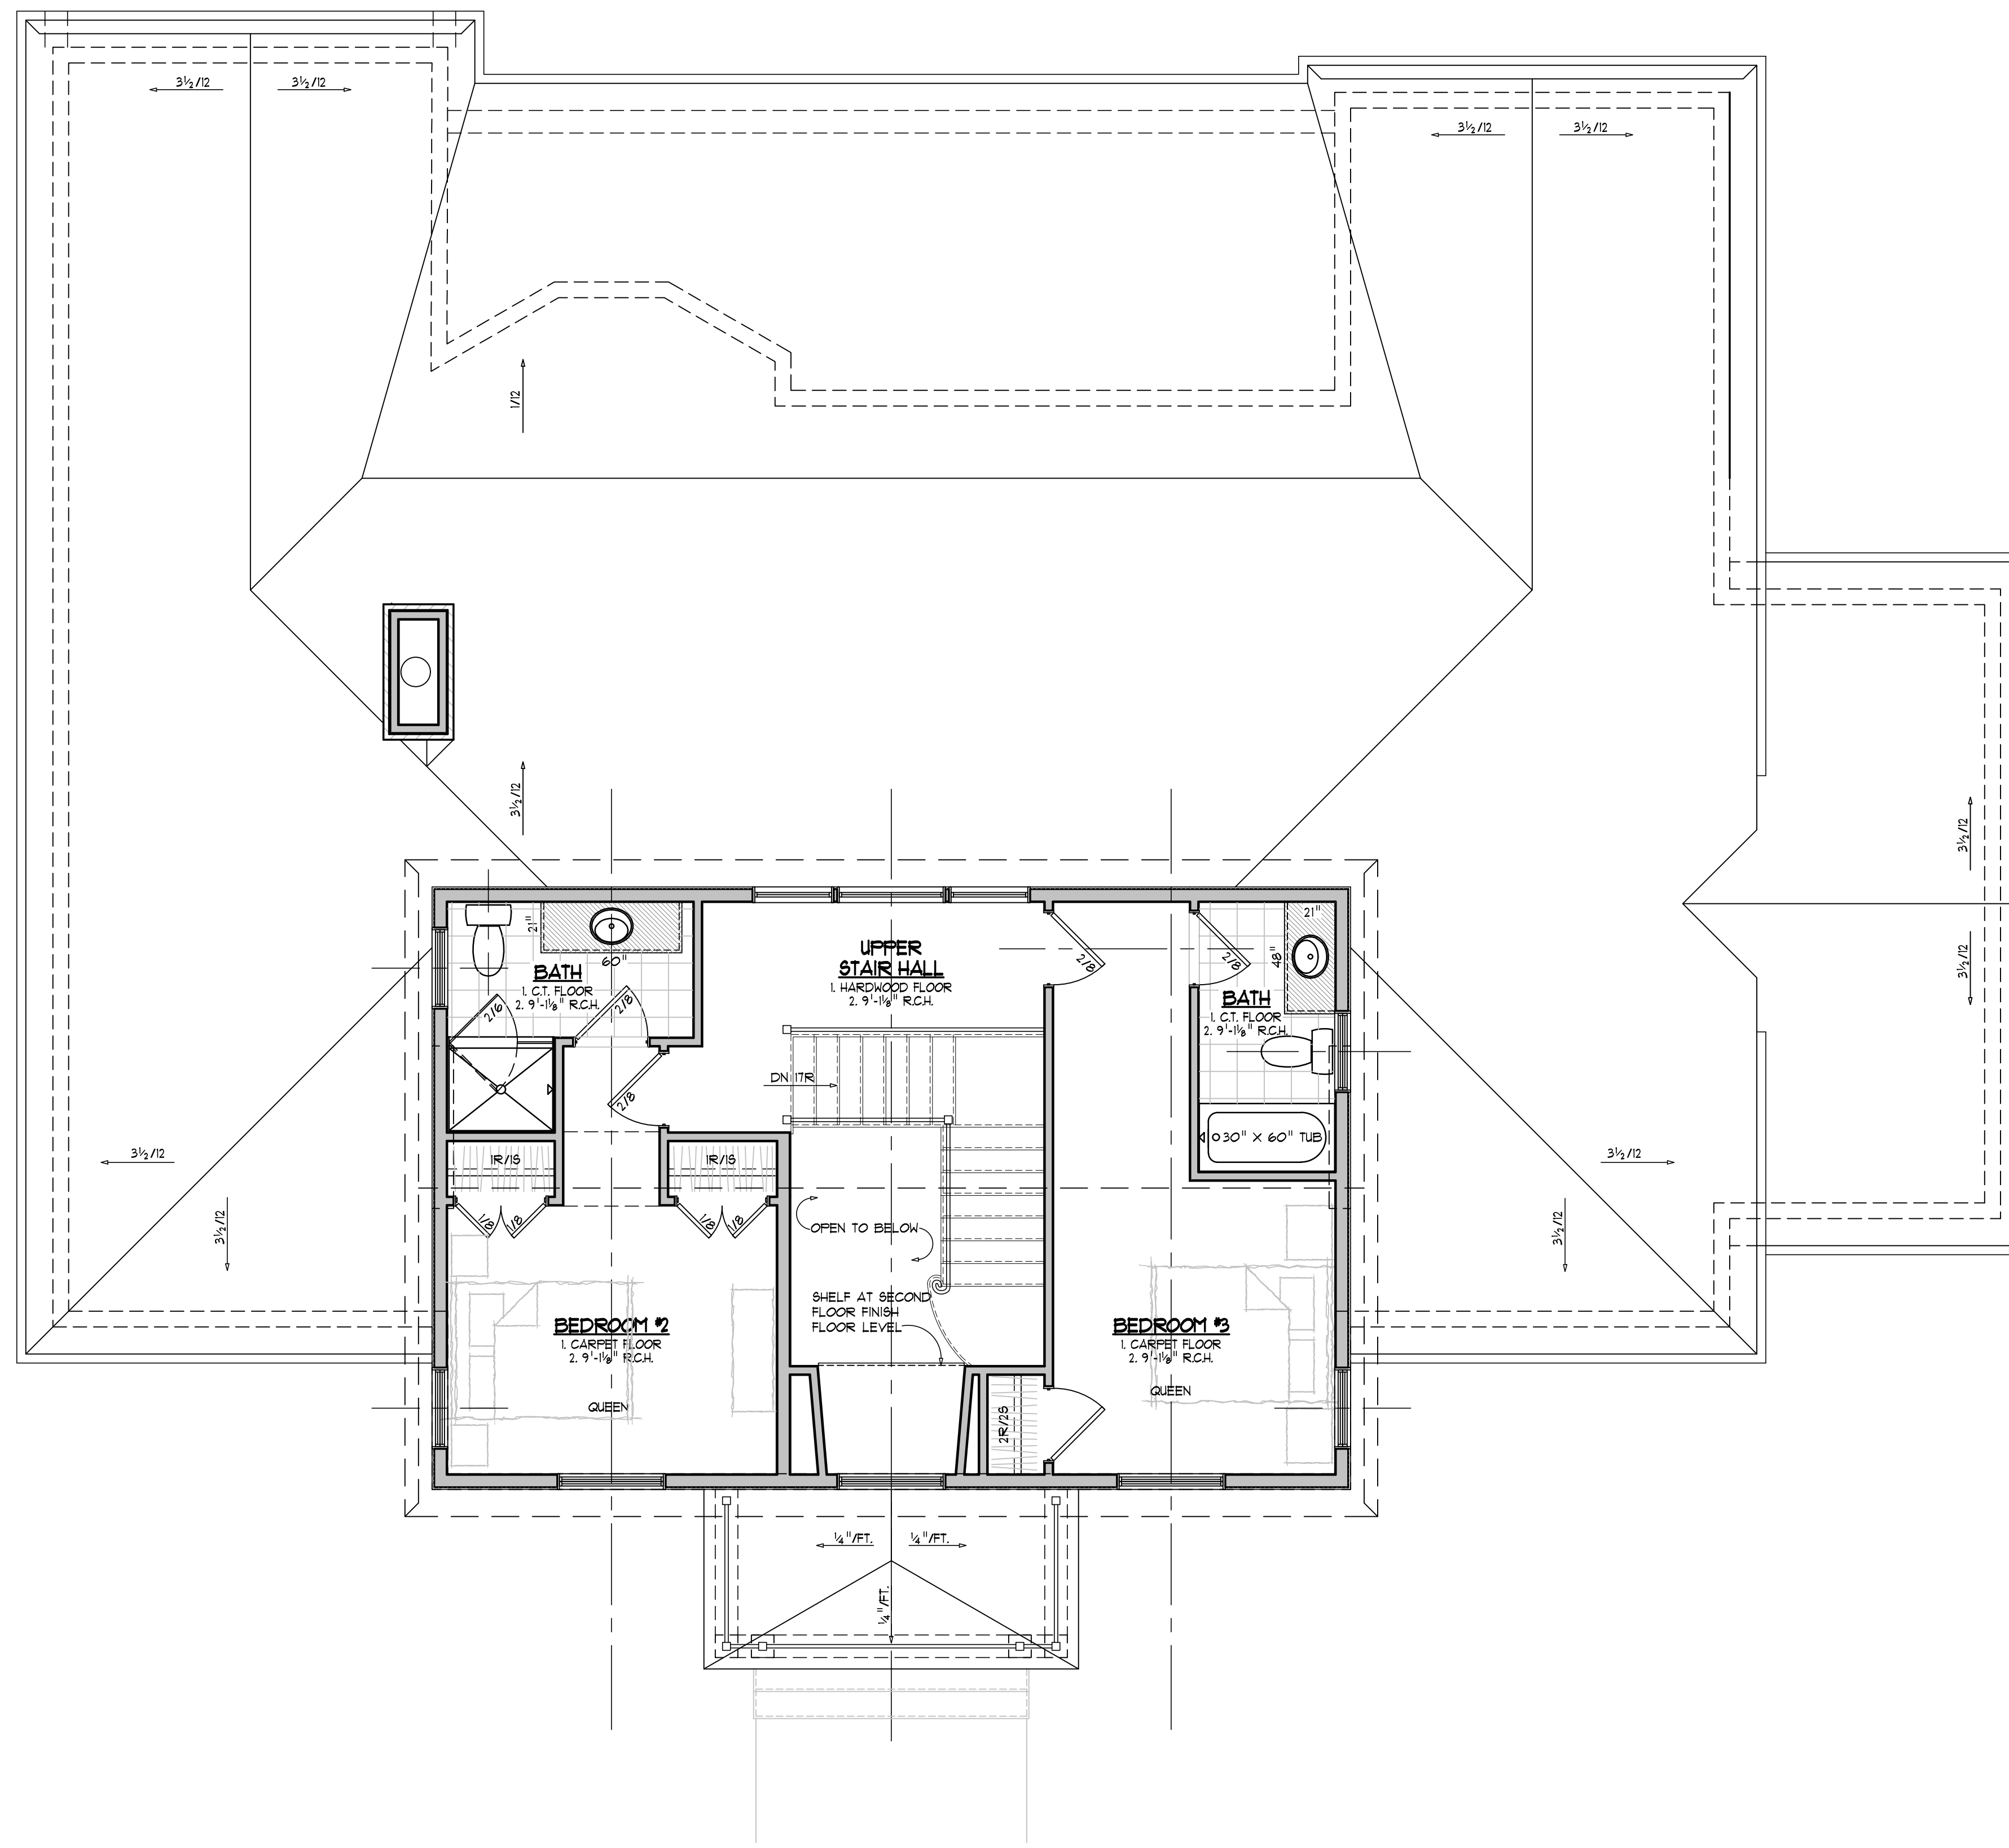 3½/12
3½/12
3½/12
3½/12
1/12
3½/12
3½/12
3½/12
21"
60"
BATH
1. C.T. FLOOR
2. 9'-1⅛" R.C.H.
2/6
2/8
2/8
UPPER
STAIR HALL
1. HARDWOOD FLOOR
2. 9'-1⅛" R.C.H.
2/8
2/8
21"
48"
BATH
1. C.T. FLOOR
2. 9'-1⅛" R.C.H.
30" X 60" TUB
DN 17R
3½/12
3½/12
1R/1S
1R/1S
1/8
1/8
1/8
1/8
OPEN TO BELOW
3½/12
3½/12
SHELF AT SECOND
FLOOR FINISH
FLOOR LEVEL
BEDROOM #2
1. CARPET FLOOR
2. 9'-1⅛" R.C.H.
QUEEN
BEDROOM #3
1. CARPET FLOOR
2. 9'-1⅛" R.C.H.
QUEEN
2R/2S
¼"/FT.
¼"/FT.
¼"/FT.